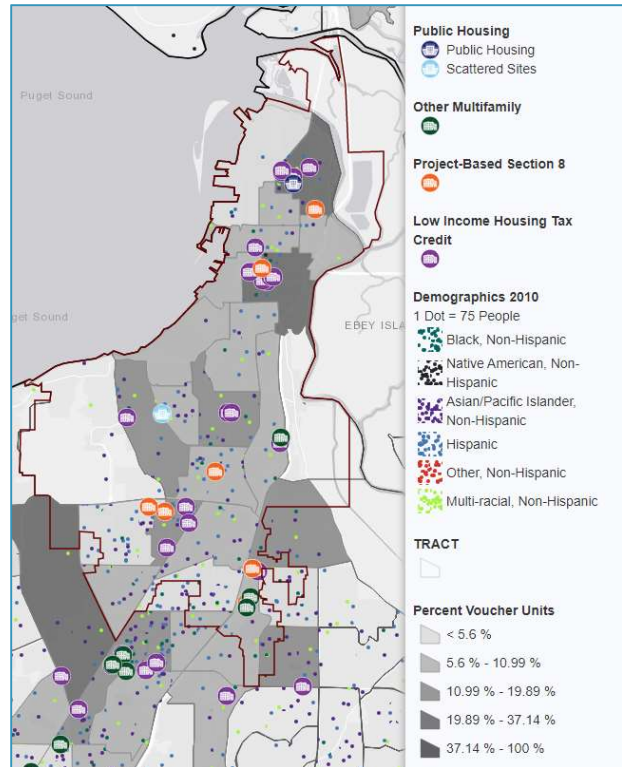 Puget Sound
get Sound
EBEY ISLA
Public Housing
Public Housing
Scattered Sites
Other Multifamily
Project-Based Section 8
Low Income Housing Tax
Credit
Demographics 2010
1 Dot = 75 People
Black, Non-Hispanic
Native American, Non-
Hispanic
Asian/Pacific Islander,
Non-Hispanic
Hispanic
Other, Non-Hispanic
Multi-racial, Non-Hispanic
TRACT
Percent Voucher Units
< 5.6 %
5.6 % - 10.99 %
10.99 % - 19.89 %
19.89 % - 37.14 %
37.14 % - 100 %